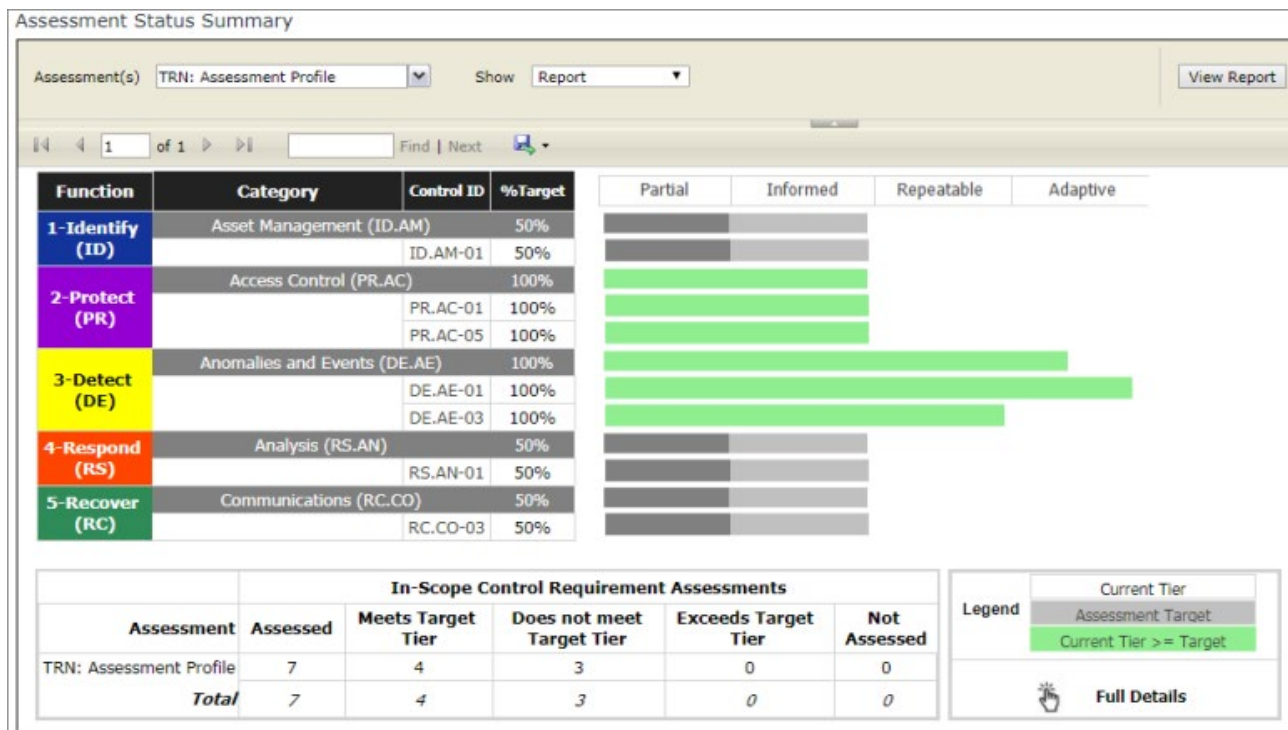 Assessment Status Summary
Assessment(s) TRN: Assessment Profile Show Report View Report
1 of 1 Find | Next
Function Category Control ID %Target Partial Informed Repeatable Adaptive
1-Identify (ID) Asset Management (ID.AM) 50%
ID.AM-01 50%
2-Protect (PR) Access Control (PR.AC) 100%
PR.AC-01 100%
PR.AC-05 100%
3-Detect (DE) Anomalies and Events (DE.AE) 100%
DE.AE-01 100%
DE.AE-03 100%
4-Respond (RS) Analysis (RS.AN) 50%
RS.AN-01 50%
5-Recover (RC) Communications (RC.CO) 50%
RC.CO-03 50%
In-Scope Control Requirement Assessments
Assessment Assessed Meets Target Tier Does not meet Target Tier Exceeds Target Tier Not Assessed
TRN: Assessment Profile 7 4 3 0 0
Total 7 4 3 0 0
Legend
Current Tier
Assessment Target
Current Tier >= Target
Full Details